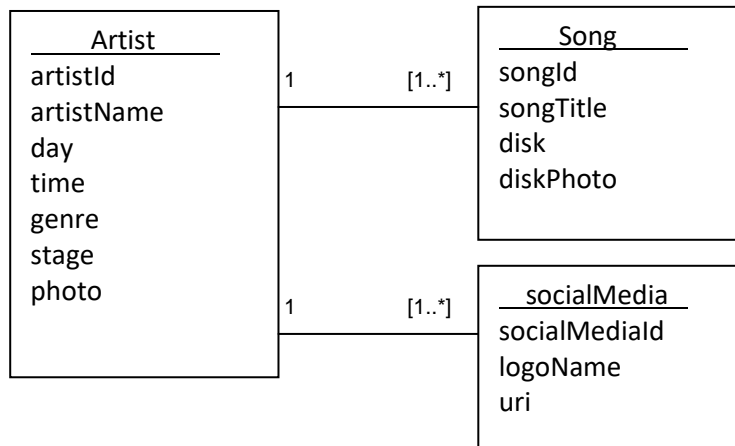 Artist
artistId
artistName
day
time
genre
stage
photo
1
[1..*]
1
[1..*]
Song
songId
songTitle
disk
diskPhoto
socialMedia
socialMediaId
logoName
uri